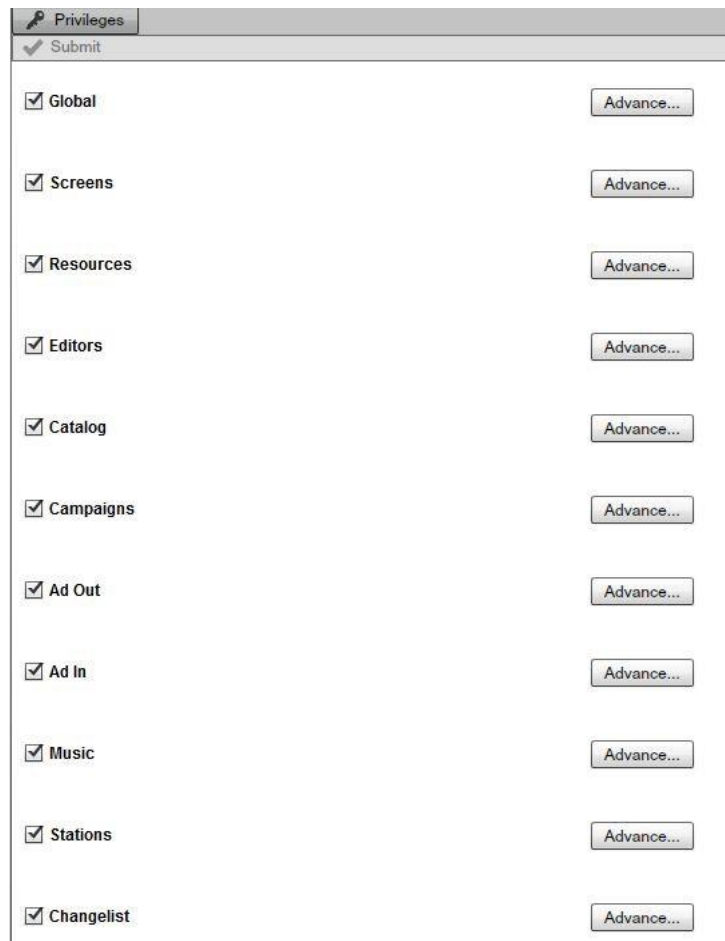 Privileges
Submit
Global Advance...
Screens Advance...
Resources Advance...
Editors Advance...
Catalog Advance...
Campaigns Advance...
Ad Out Advance...
Ad In Advance...
Music Advance...
Stations Advance...
Changelist Advance...